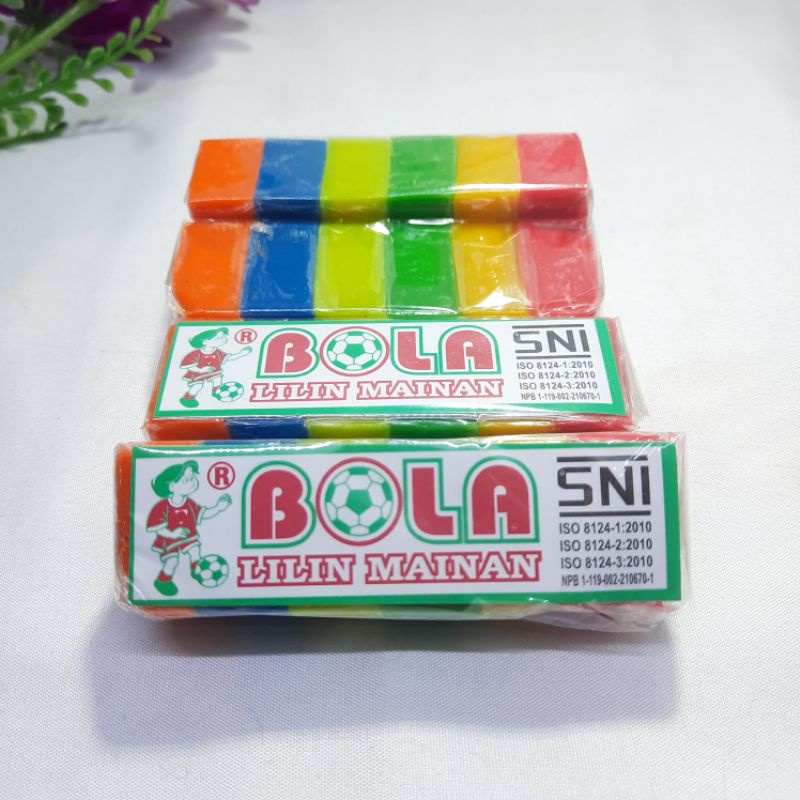 ® BOLA
LILIN MAINAN
SNI
ISO 8124-1:2010
ISO 8124-2:2010
ISO 8124-3:2010
NPB 1-119-002-210670-1
® BOLA
LILIN MAINAN
SNI
ISO 8124-1:2010
ISO 8124-2:2010
ISO 8124-3:2010
NPB 1-119-002-210670-1